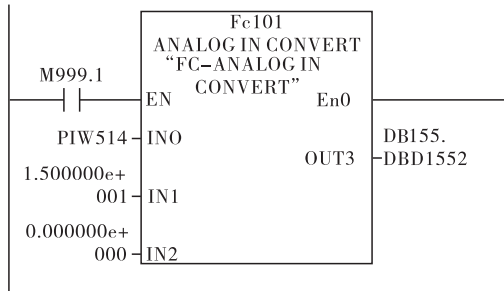 Fc101
ANALOG IN CONVERT
“FC–ANALOG IN
CONVERT”
M999.1
EN
En0
PIW514
INO
DB155.
OUT3
DBD1552
1.500000e+
001
IN1
0.000000e+
000
IN2